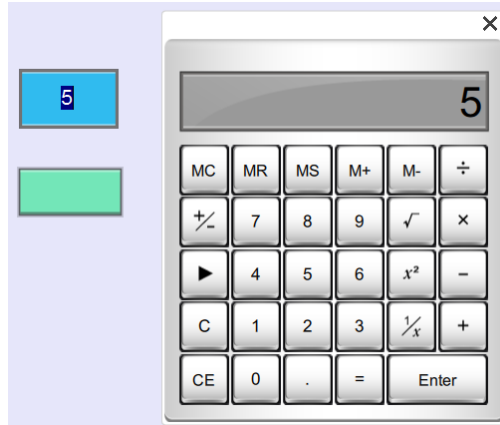 5
5
MC MR MS M+ M- ÷
+/- 7 8 9 √ ×
▶ 4 5 6 x² −
C 1 2 3 1/x +
CE 0 . = Enter